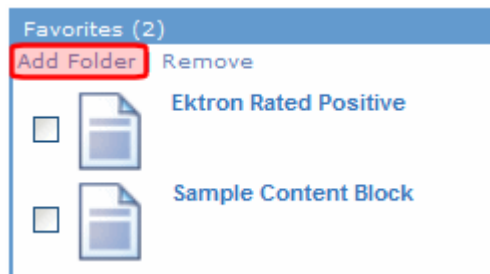 Favorites (2)
Add Folder Remove
Ektron Rated Positive
Sample Content Block